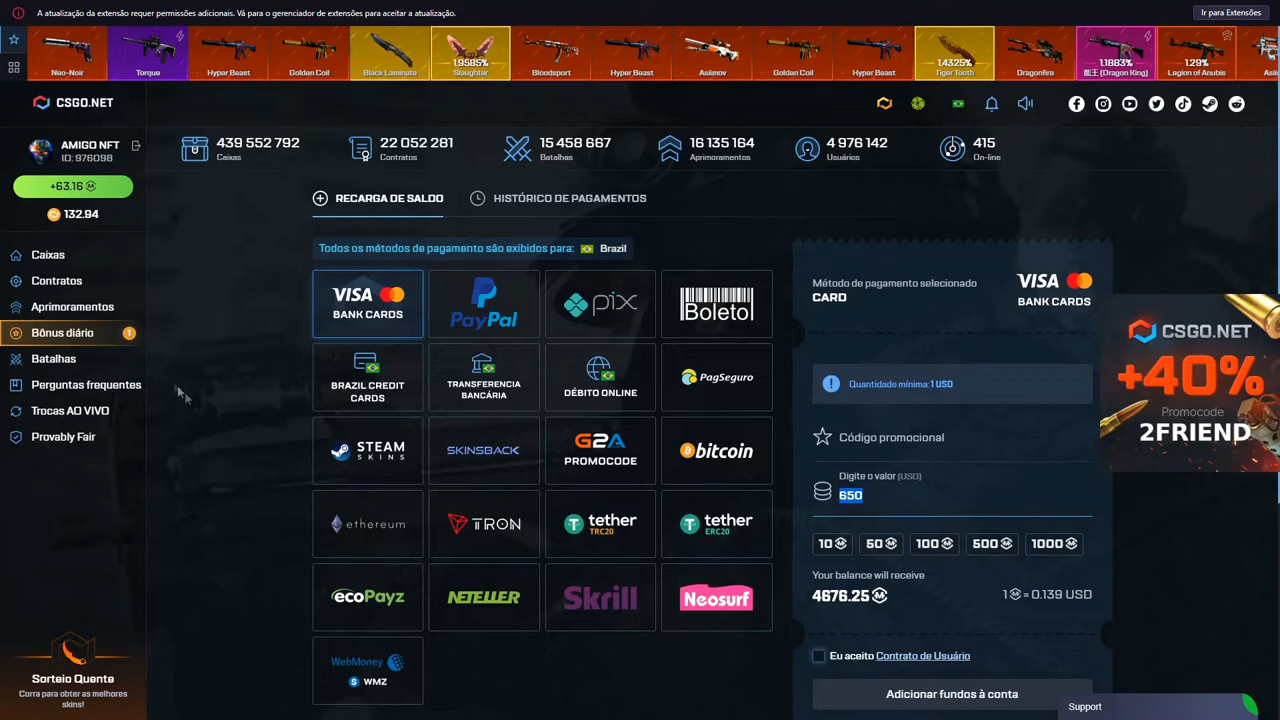 A atualização da extensão requer permissões adicionais. Vá para o gerenciador de extensões para aceitar a atualização.
Ir para Extensões
Neo-Noir
Torque
Hyper Beast
Golden Coil
Black Laminate
1.9585%
Slaughter
Bloodsport
Hyper Beast
Asiimov
Golden Coil
Hyper Beast
1.4325%
Tiger Tooth
Dragonfire
1.1883%
龍王 (Dragon King)
1.29%
Legion of Anubis
CSGO.NET
AMIGO NFT
ID: 976098
+63.16
132.94
439 552 792
Caixas
22 052 281
Contratos
15 458 667
Batalhas
16 135 164
Aprimoramentos
4 976 142
Usuários
415
On-line
Caixas
Contratos
Aprimoramentos
Bônus diário
1
Batalhas
Perguntas frequentes
Trocas AO VIVO
Provably Fair
Sorteio Quente
Corra para obter as melhores
skins!
RECARGA DE SALDO
HISTÓRICO DE PAGAMENTOS
Todos os métodos de pagamento são exibidos para: Brazil
VISA
BANK CARDS
PayPal
pix
Boleto
BRAZIL CREDIT
CARDS
TRANSFERENCIA
BANCÁRIA
DÉBITO ONLINE
PagSeguro
STEAM
SKINS
SKINSBACK
G2A
PROMOCODE
bitcoin
ethereum
TRON
tether
TRC20
tether
ERC20
ecoPayz
NETELLER
Skrill
Neosurf
WebMoney
WMZ
Método de pagamento selecionado
CARD
VISA
BANK CARDS
Quantidade mínima: 1 USD
Código promocional
Digite o valor (USD)
650
10
50
100
500
1000
Your balance will receive
4676.25
1 = 0.139 USD
Eu aceito Contrato de Usuário
Adicionar fundos à conta
CSGO.NET
+40%
Promocode
2FRIEND
Support